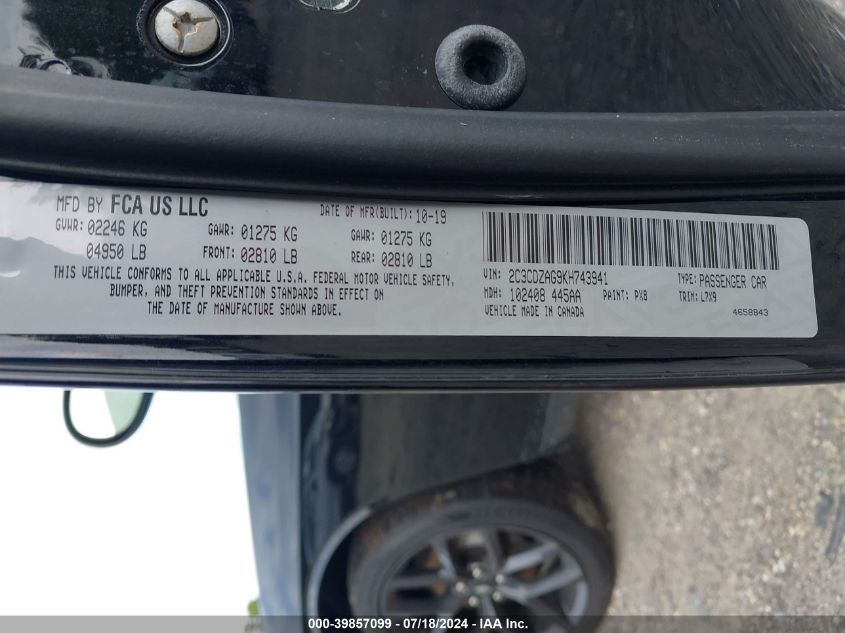 MFD BY FCA US LLC
DATE OF MFR(BUILT): 10-19
GVWR: 02246 KG
GAWR: 01275 KG
GAWR: 01275 KG
04950 LB
FRONT: 02810 LB
REAR: 02810 LB
THIS VEHICLE CONFORMS TO ALL APPLICABLE U.S.A. FEDERAL MOTOR VEHICLE SAFETY,
BUMPER, AND THEFT PREVENTION STANDARDS IN EFFECT ON
THE DATE OF MANUFACTURE SHOWN ABOVE.
VIN: 2C3CDZAG9KH743941
TYPE: PASSENGER CAR
MDH: 102408 445AA
PAINT: PX8
TRIM: L7X9
VEHICLE MADE IN CANADA
4658843
000-39857099 - 07/18/2024 - IAA Inc.